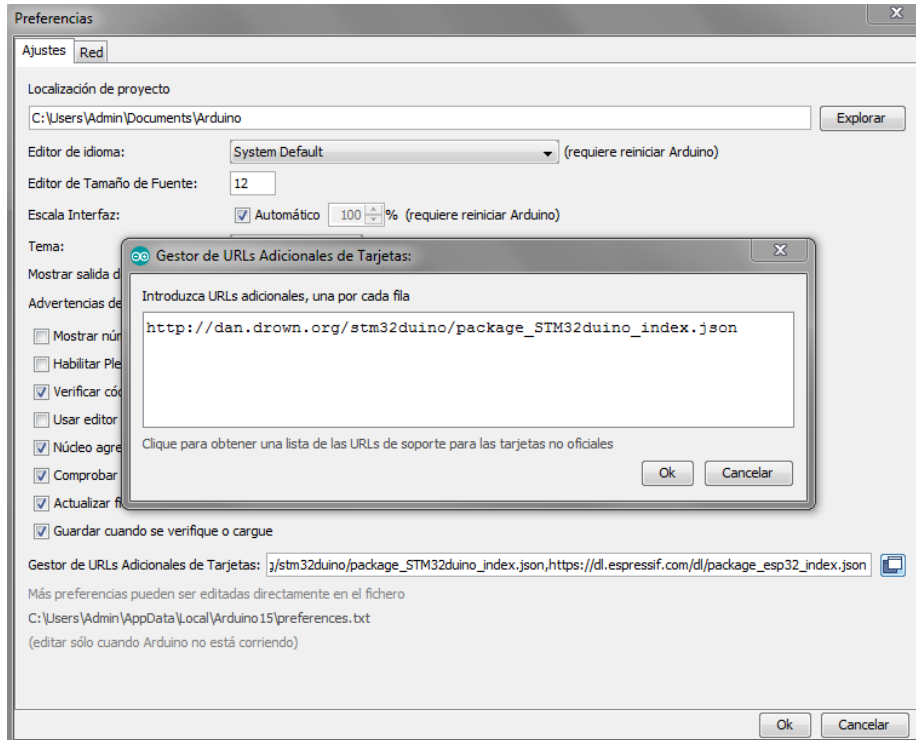 Preferencias
Ajustes Red
Localización de proyecto
C:\Users\Admin\Documents\Arduino Explorar
Editor de idioma: System Default (requiere reiniciar Arduino)
Editor de Tamaño de Fuente: 12
Escala Interfaz: Automático 100 % (requiere reiniciar Arduino)
Tema:
Mostrar salida d
Advertencias de
Mostrar núm
Habilitar Ple
Verificar cód
Usar editor
Núcleo agre
Comprobar
Actualizar fi
Gestor de URLs Adicionales de Tarjetas:
Introduzca URLs adicionales, una por cada fila
http://dan.drown.org/stm32duino/package_STM32duino_index.json
Clique para obtener una lista de las URLs de soporte para las tarjetas no oficiales
Ok Cancelar
Guardar cuando se verifique o cargue
Gestor de URLs Adicionales de Tarjetas: g/stm32duino/package_STM32duino_index.json,https://dl.espressif.com/dl/package_esp32_index.json
Más preferencias pueden ser editadas directamente en el fichero
C:\Users\Admin\AppData\Local\Arduino15\preferences.txt
(editar sólo cuando Arduino no está corriendo)
Ok Cancelar